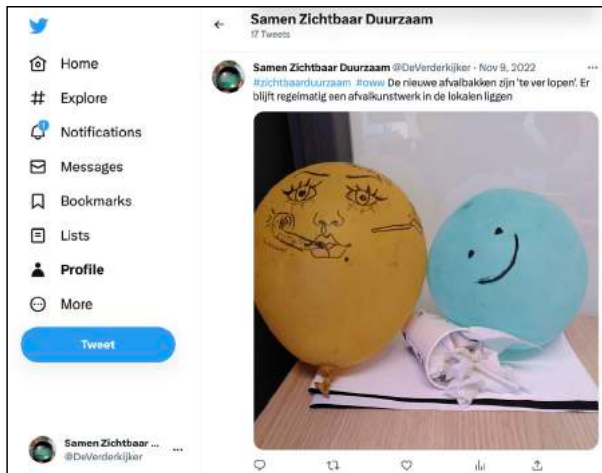 Samen Zichtbaar Duurzaam
17 Tweets
Home
Explore
1
Notifications
Messages
Bookmarks
Lists
Profile
More
Tweet
Samen Zichtbaar ...
@DeVerderkijker
Samen Zichtbaar Duurzaam @DeVerderkijker · Nov 9, 2022
#zichtbaarduurzaam #oww De nieuwe afvalbakken zijn 'te ver lopen'. Er
blijft regelmatig een afvalkunstwerk in de lokalen liggen